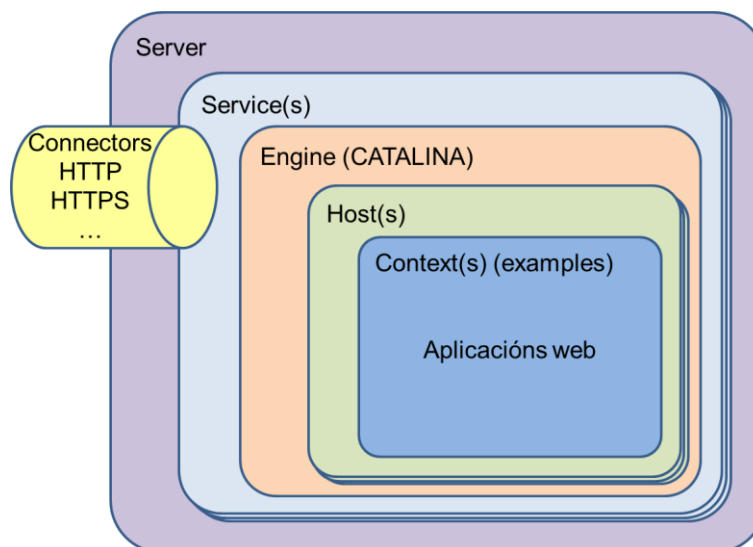 Server
Service(s)
Connectors
HTTP
HTTPS
…
Engine (CATALINA)
Host(s)
Context(s) (examples)
Aplicacións web